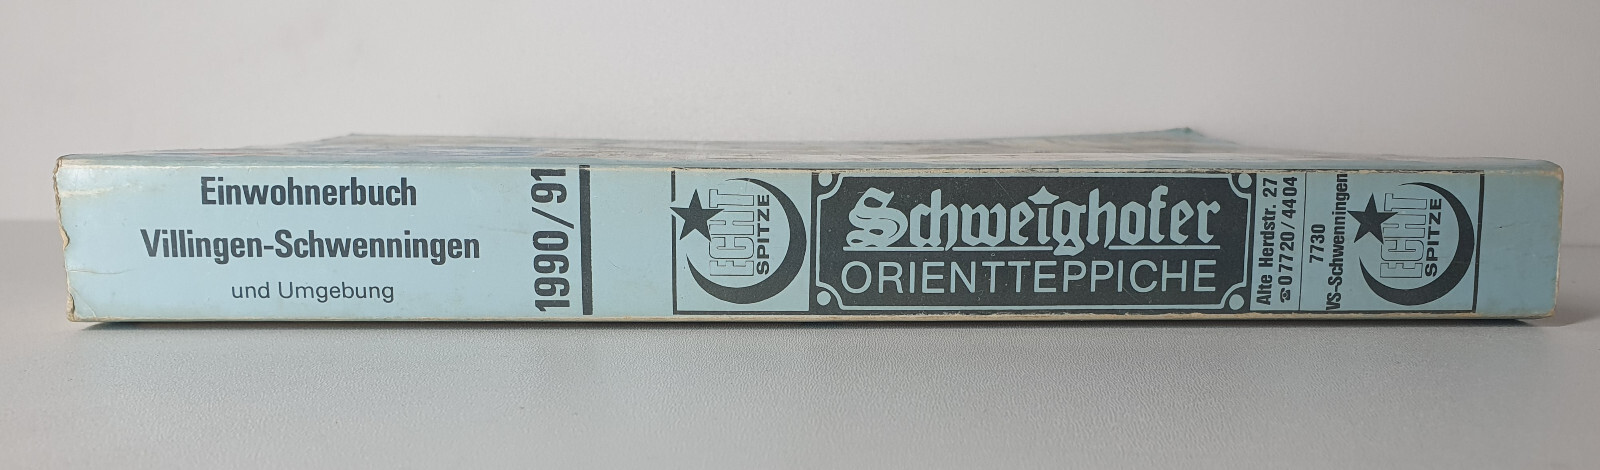 Einwohnerbuch
Villingen-Schwenningen
und Umgebung
1990/91
ECHT
SPITZE
Schweighofer
ORIENTTEPPICHE
Alte Herdstr. 27
☎ 07720/4404
7730
VS-Schwenningen
ECHT
SPITZE